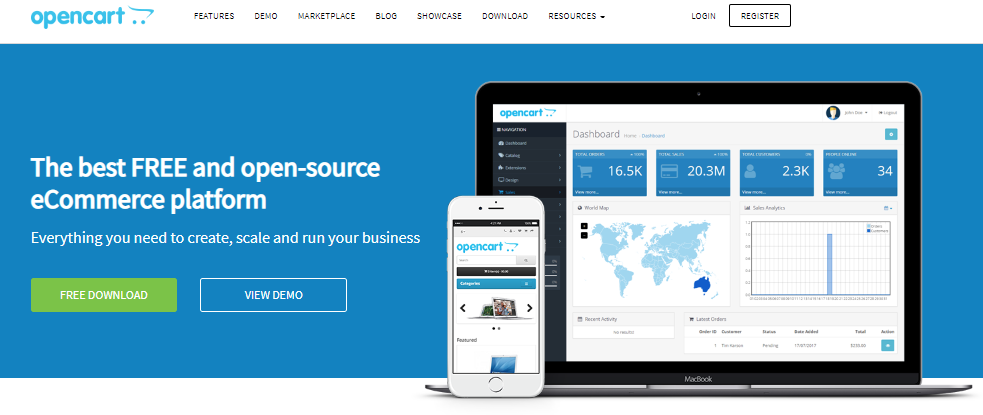 opencart
FEATURES
DEMO
MARKETPLACE
BLOG
SHOWCASE
DOWNLOAD
RESOURCES
LOGIN
REGISTER
The best FREE and open-source
eCommerce platform
Everything you need to create, scale and run your business
FREE DOWNLOAD
VIEW DEMO
opencart
John Doe
Logout
NAVIGATION
Dashboard
Catalog
Extensions
Design
Sales
Dashboard
Home
Dashboard
TOTAL ORDERS
16.5K
View more...
TOTAL SALES
20.3M
View more...
TOTAL CUSTOMERS
2.3K
View more...
PEOPLE ONLINE
34
View more...
World Map
Sales Analytics
Orders
Customers
Recent Activity
No results!
Latest Orders
Order ID Customer Status Date Added Total Action
1 Pending 17/07/2017
opencart
Search
Categories
Featured
MacBook